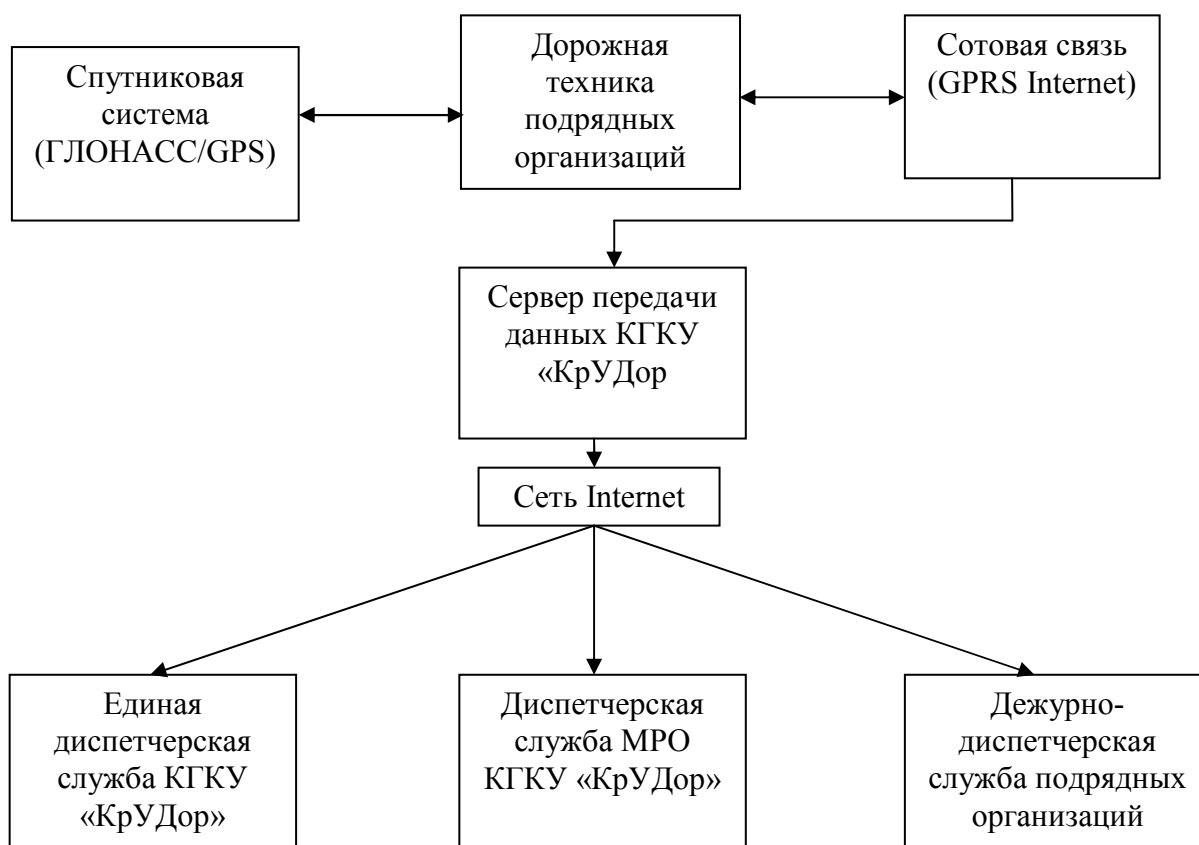 Спутниковая
система
(ГЛОНАСС/GPS)
Дорожная
техника
подрядных
организаций
Сотовая связь
(GPRS Internet)
Сервер передачи
данных КГКУ
«КрУДор
Сеть Internet
Единая
диспетчерская
служба КГКУ
«КрУДор»
Диспетчерская
служба МРО
КГКУ «КрУДор»
Дежурно-
диспетчерская
служба подрядных
организаций